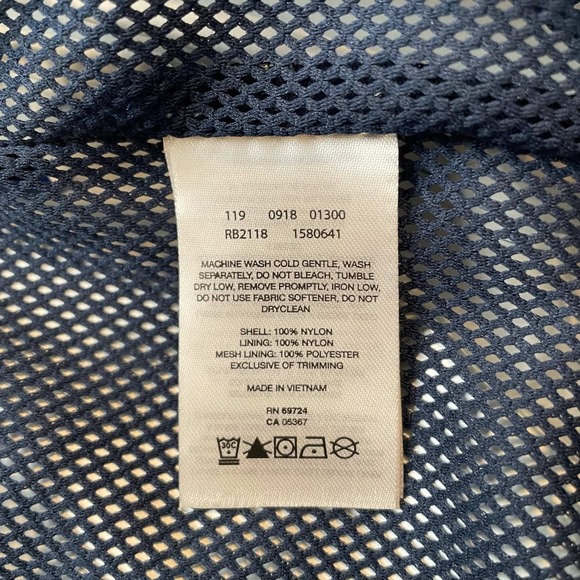 119 0918 01300
RB2118 1580641
MACHINE WASH COLD GENTLE, WASH
SEPARATELY, DO NOT BLEACH, TUMBLE
DRY LOW, REMOVE PROMPTLY, IRON LOW,
DO NOT USE FABRIC SOFTENER, DO NOT
DRYCLEAN
SHELL: 100% NYLON
LINING: 100% NYLON
MESH LINING: 100% POLYESTER
EXCLUSIVE OF TRIMMING
MADE IN VIETNAM
RN 69724
CA 05367
30C